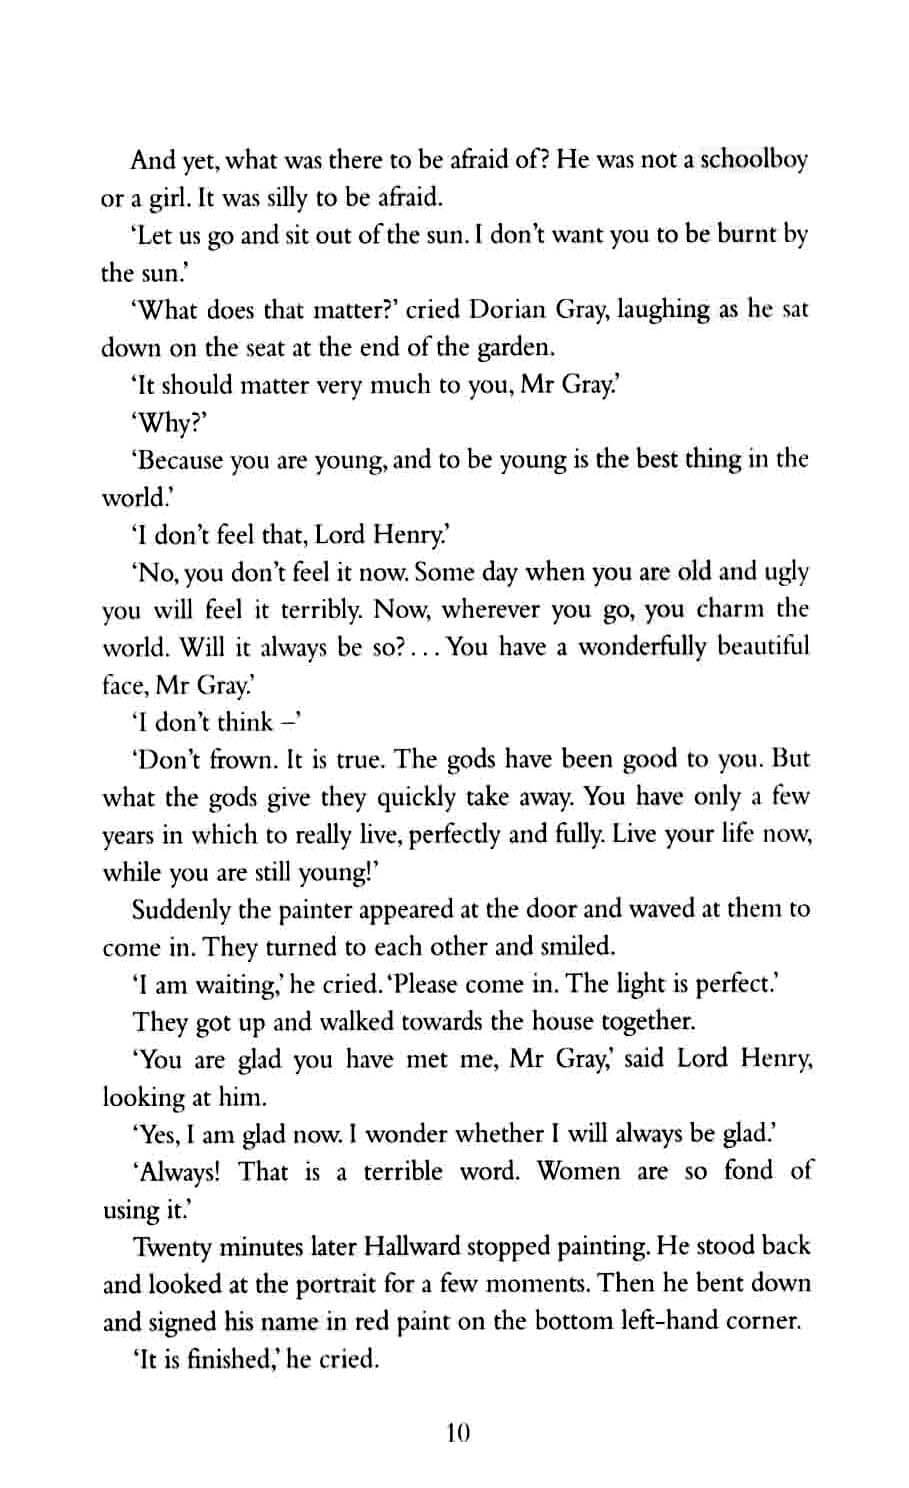 And yet, what was there to be afraid of? He was not a schoolboy
or a girl. It was silly to be afraid.
‘Let us go and sit out of the sun. I don’t want you to be burnt by
the sun.’
‘What does that matter?’ cried Dorian Gray, laughing as he sat
down on the seat at the end of the garden.
‘It should matter very much to you, Mr Gray.’
‘Why?’
‘Because you are young, and to be young is the best thing in the
world.’
‘I don’t feel that, Lord Henry.’
‘No, you don’t feel it now. Some day when you are old and ugly
you will feel it terribly. Now, wherever you go, you charm the
world. Will it always be so? . . . You have a wonderfully beautiful
face, Mr Gray.’
‘I don’t think –’
‘Don’t frown. It is true. The gods have been good to you. But
what the gods give they quickly take away. You have only a few
years in which to really live, perfectly and fully. Live your life now,
while you are still young!’
Suddenly the painter appeared at the door and waved at them to
come in. They turned to each other and smiled.
‘I am waiting,’ he cried. ‘Please come in. The light is perfect.’
They got up and walked towards the house together.
‘You are glad you have met me, Mr Gray,’ said Lord Henry,
looking at him.
‘Yes, I am glad now. I wonder whether I will always be glad.’
‘Always! That is a terrible word. Women are so fond of
using it.’
Twenty minutes later Hallward stopped painting. He stood back
and looked at the portrait for a few moments. Then he bent down
and signed his name in red paint on the bottom left-hand corner.
‘It is finished,’ he cried.
10